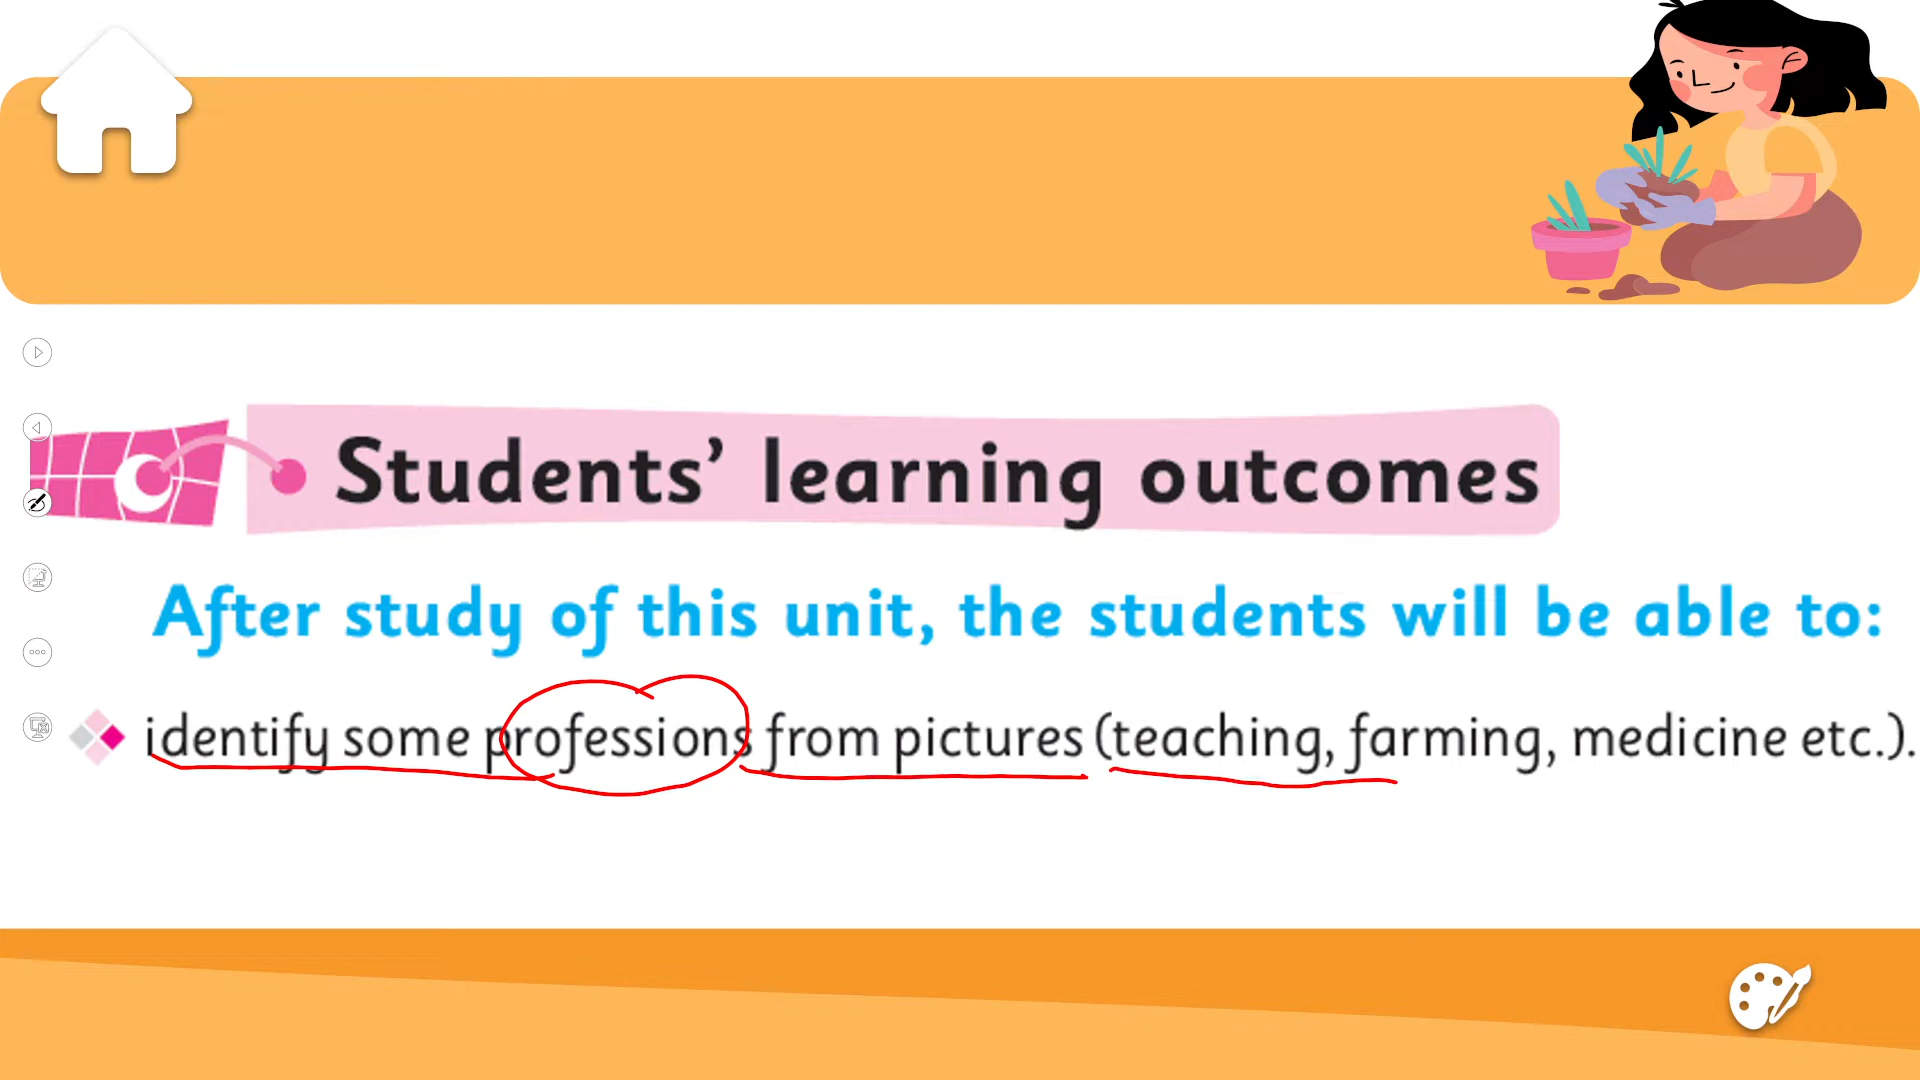 Students’ learning outcomes
After study of this unit, the students will be able to:
identify some professions from pictures (teaching, farming, medicine etc.).